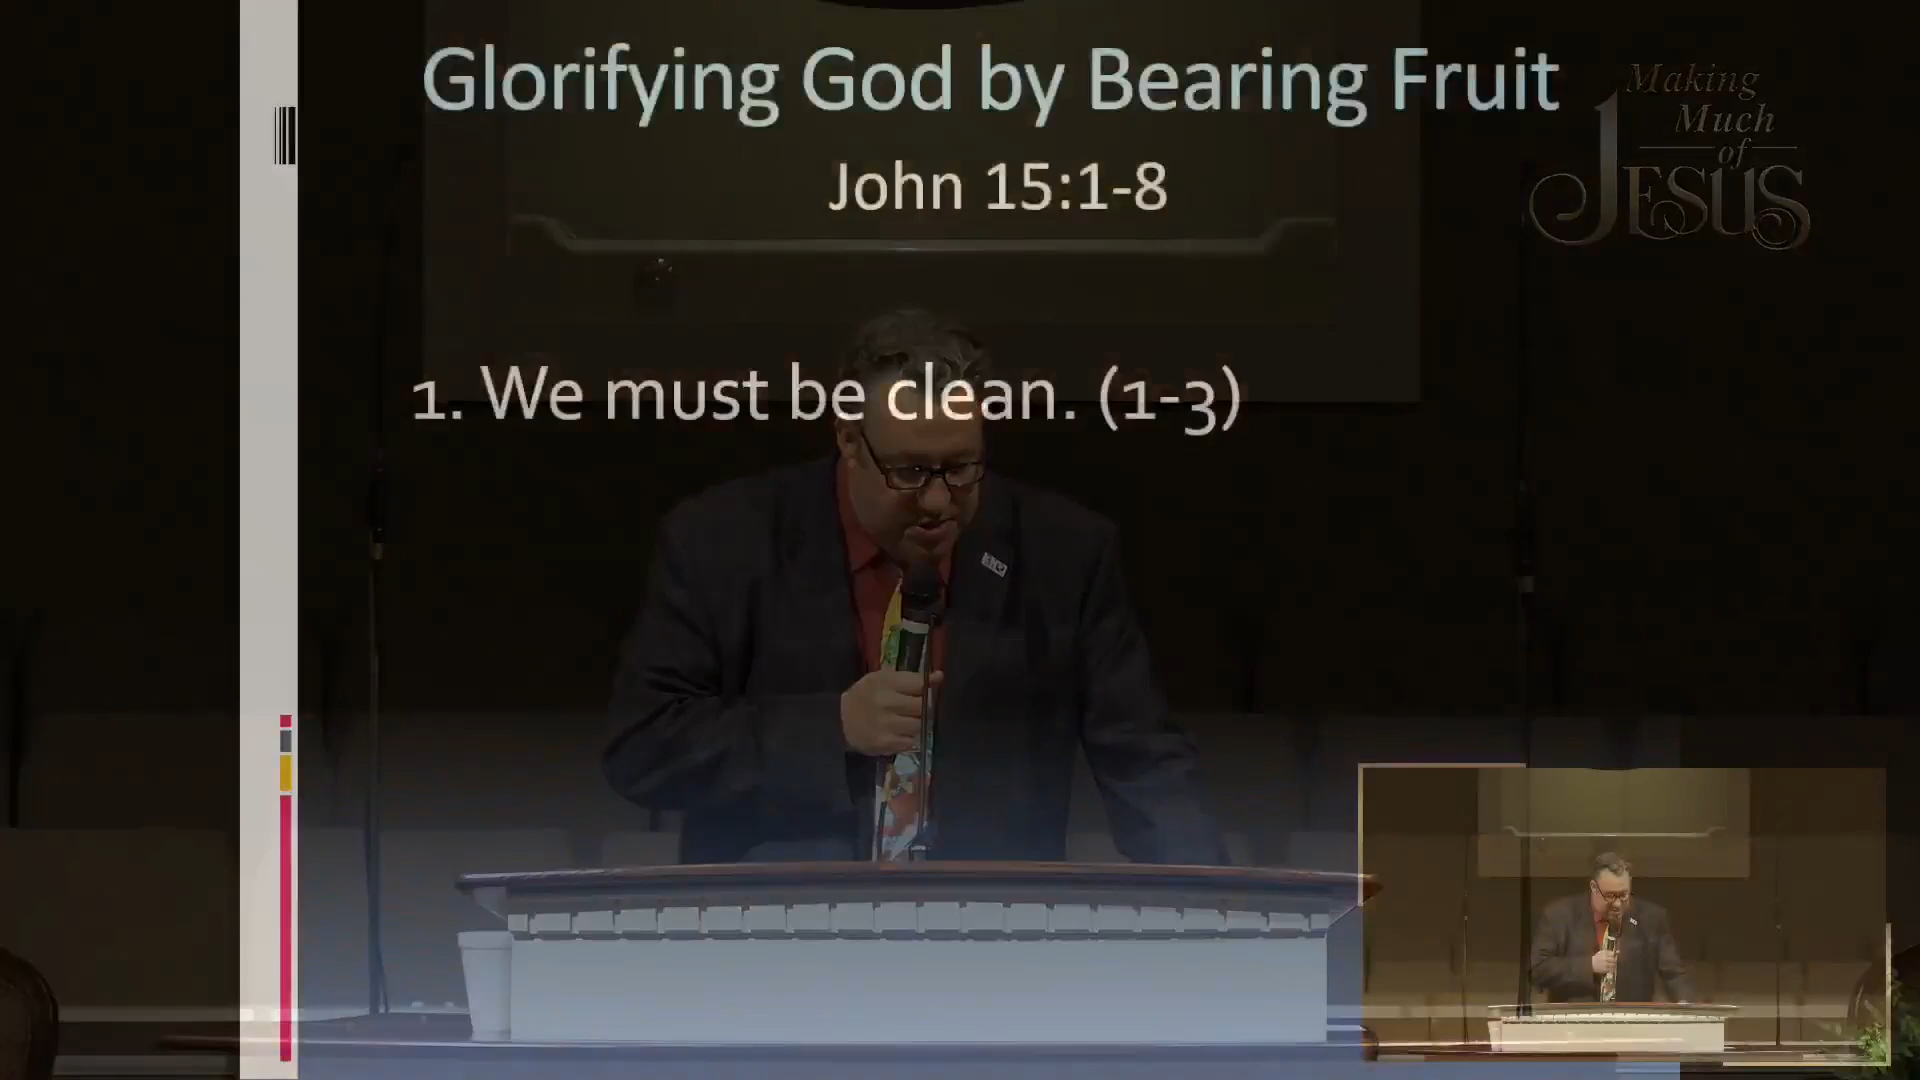 Glorifying God by Bearing Fruit
John 15:1-8
Making
Much
of
JESUS
1. We must be clean. (1-3)